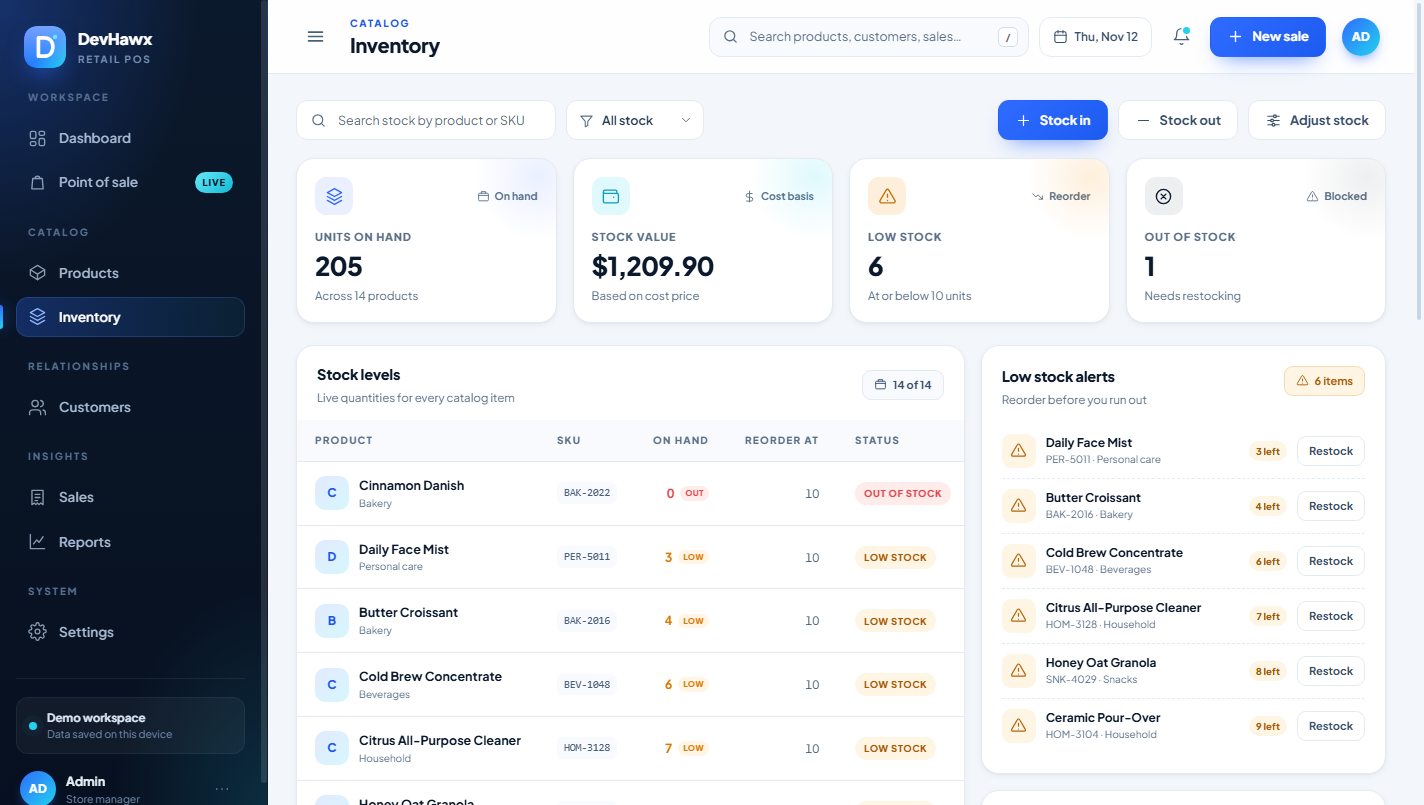 DevHawx
RETAIL POS
WORKSPACE
Dashboard
Point of sale LIVE
CATALOG
Products
Inventory
RELATIONSHIPS
Customers
INSIGHTS
Sales
Reports
SYSTEM
Settings
Demo workspace
Data saved on this device
AD Admin
Store manager
CATALOG
Inventory
Search products, customers, sales… /
Thu, Nov 12
New sale
AD
Search stock by product or SKU
All stock
Stock in
Stock out
Adjust stock
On hand
UNITS ON HAND
205
Across 14 products
Cost basis
STOCK VALUE
$1,209.90
Based on cost price
Reorder
LOW STOCK
6
At or below 10 units
Blocked
OUT OF STOCK
1
Needs restocking
Stock levels
Live quantities for every catalog item
14 of 14
PRODUCT SKU ON HAND REORDER AT STATUS
C Cinnamon Danish BAK-2022 0 OUT 10 OUT OF STOCK
Bakery
D Daily Face Mist PER-5011 3 LOW 10 LOW STOCK
Personal care
B Butter Croissant BAK-2016 4 LOW 10 LOW STOCK
Bakery
C Cold Brew Concentrate BEV-1048 6 LOW 10 LOW STOCK
Beverages
C Citrus All-Purpose Cleaner HOM-3128 7 LOW 10 LOW STOCK
Household
Honey Oat Granola
Low stock alerts
Reorder before you run out
6 items
Daily Face Mist 3 left Restock
PER-5011 · Personal care
Butter Croissant 4 left Restock
BAK-2016 · Bakery
Cold Brew Concentrate 6 left Restock
BEV-1048 · Beverages
Citrus All-Purpose Cleaner 7 left Restock
HOM-3128 · Household
Honey Oat Granola 8 left Restock
SNK-4029 · Snacks
Ceramic Pour-Over 9 left Restock
HOM-3104 · Household